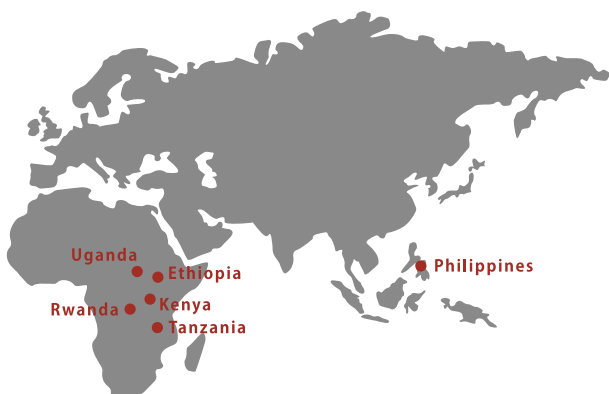 Uganda
Ethiopia
Philippines
Kenya
Rwanda
Tanzania